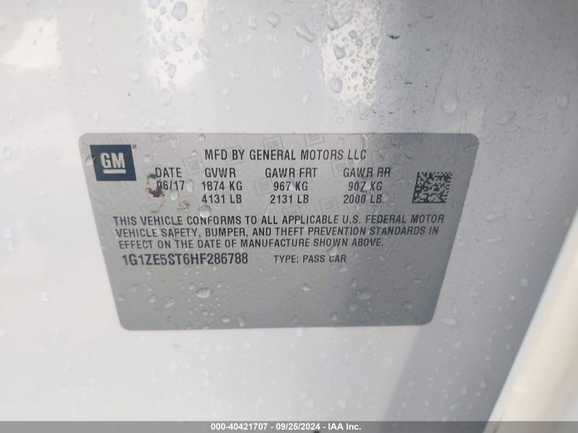 GM
MFD BY GENERAL MOTORS LLC
DATE GVWR GAWR FRT GAWR RR
06/17 1874 KG 967 KG 907 KG
4131 LB 2131 LB 2000 LB
THIS VEHICLE CONFORMS TO ALL APPLICABLE U.S. FEDERAL MOTOR
VEHICLE SAFETY, BUMPER, AND THEFT PREVENTION STANDARDS IN
EFFECT ON THE DATE OF MANUFACTURE SHOWN ABOVE.
1G1ZE5ST6HF286788 TYPE: PASS CAR
00-40421707 - 09/26/2024 - IAA Inc.